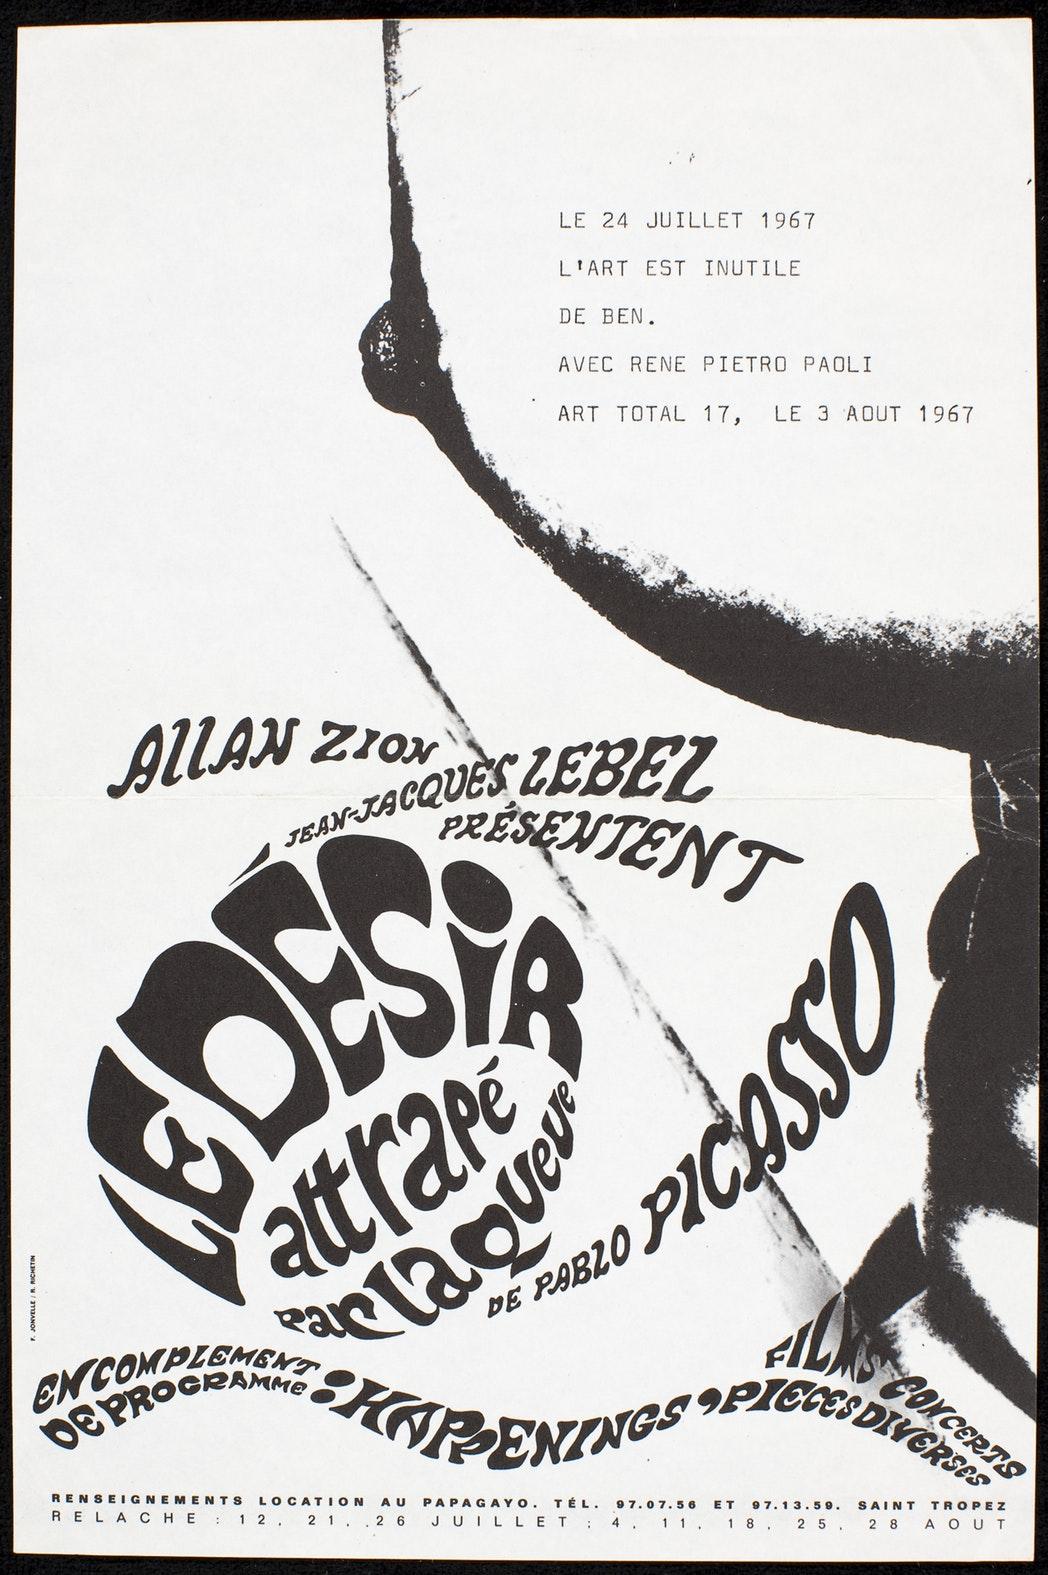 LE 24 JUILLET 1967
L'ART EST INUTILE
DE BEN.
AVEC RENE PIETRO PAOLI
ART TOTAL 17, LE 3 AOUT 1967
ALLAN ZION
JEAN-JACQUES LEBEL
PRÉSENTENT
LE DÉSIR
attrapé
par la queue
DE PABLO PICASSO
EN COMPLEMENT
DE PROGRAMME : HAPPENINGS, PIECES DIVERSES
FILMS CONCERTS
F. JONVELLE / R. RICHETIN
RENSEIGNEMENTS LOCATION AU PAPAGAYO. TÉL. 97.07.56 ET 97.13.59. SAINT TROPEZ
RELACHE : 12, 21, 26 JUILLET ; 4, 11, 18, 25, 28 AOUT